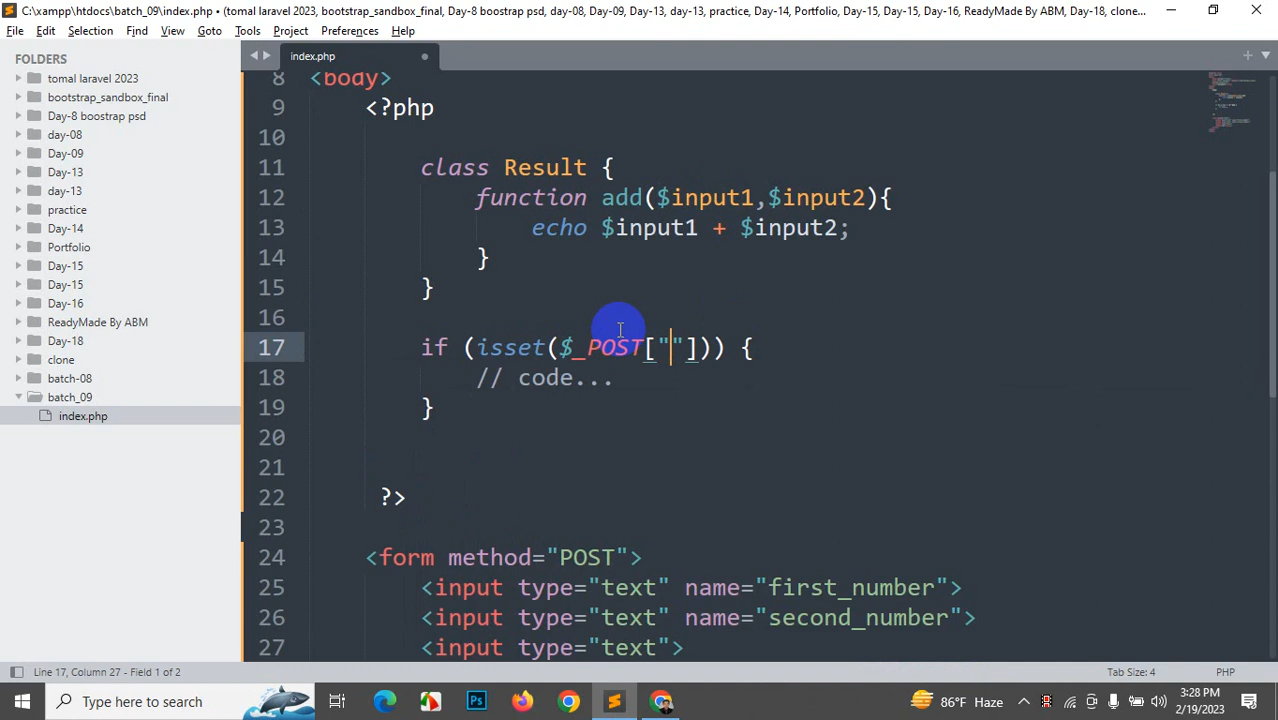 C:\xampp\htdocs\batch_09\index.php • (tomal laravel 2023, bootstrap_sandbox_final, Day-8 boostrap psd, day-08, Day-09, Day-13, day-13, practice, Day-14, Portfolio, Day-15, Day-15, Day-16, ReadyMade By ABM, Day-18, clone...
File Edit Selection Find View Goto Tools Project Preferences Help
FOLDERS
tomal laravel 2023
bootstrap_sandbox_final
Day-8 boostrap psd
day-08
Day-09
Day-13
day-13
practice
Day-14
Portfolio
Day-15
Day-15
Day-16
ReadyMade By ABM
Day-18
clone
batch-08
batch_09
index.php
index.php
8 <body>
9 <?php
10
11 class Result {
12 function add($input1,$input2){
13 echo $input1 + $input2;
14 }
15 }
16
17 if (isset($_POST[""])) {
18 // code...
19 }
20
21
22 ?>
23
24 <form method="POST">
25 <input type="text" name="first_number">
26 <input type="text" name="second_number">
27 <input type="text">
Line 17, Column 27 - Field 1 of 2
Tab Size: 4
PHP
Type here to search
Ps
86°F Haze
3:28 PM
2/19/2023